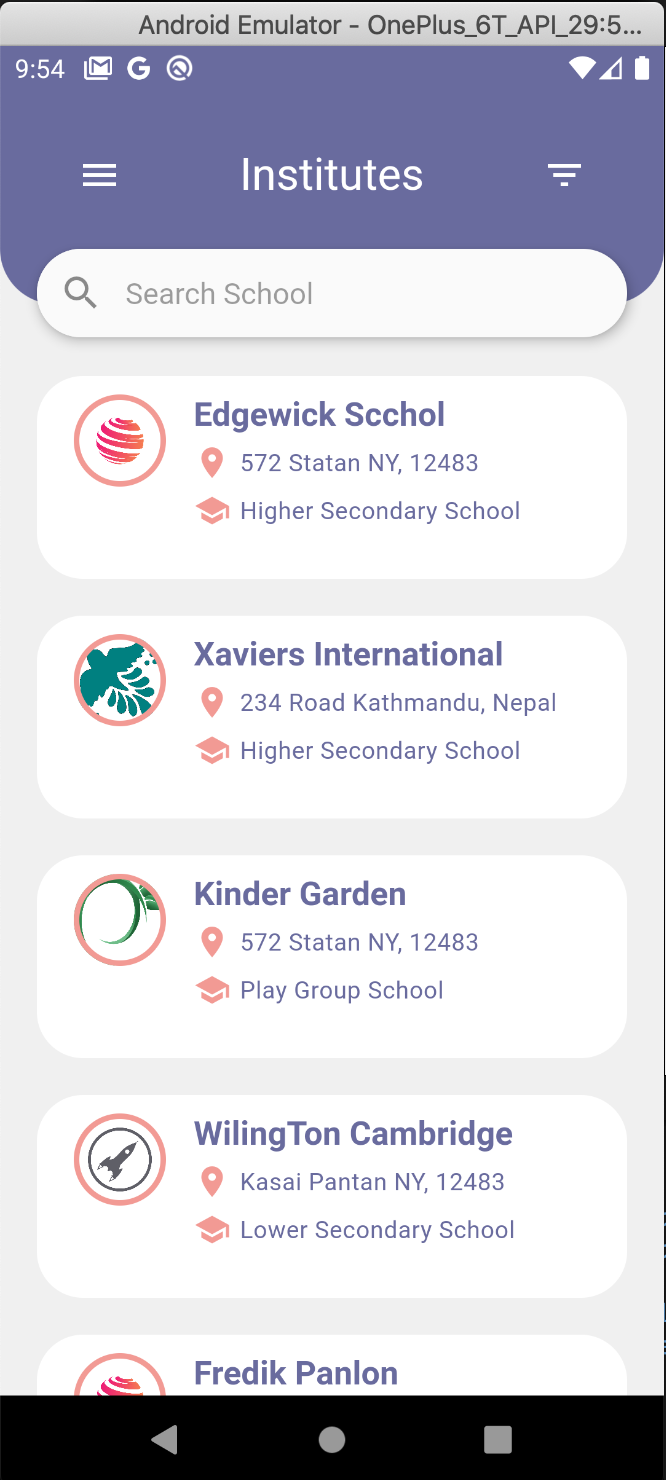 Android Emulator - OnePlus_6T_API_29:5...
9:54
Institutes
Search School
Edgewick Scchol
572 Statan NY, 12483
Higher Secondary School
Xaviers International
234 Road Kathmandu, Nepal
Higher Secondary School
Kinder Garden
572 Statan NY, 12483
Play Group School
WilingTon Cambridge
Kasai Pantan NY, 12483
Lower Secondary School
Fredik Panlon